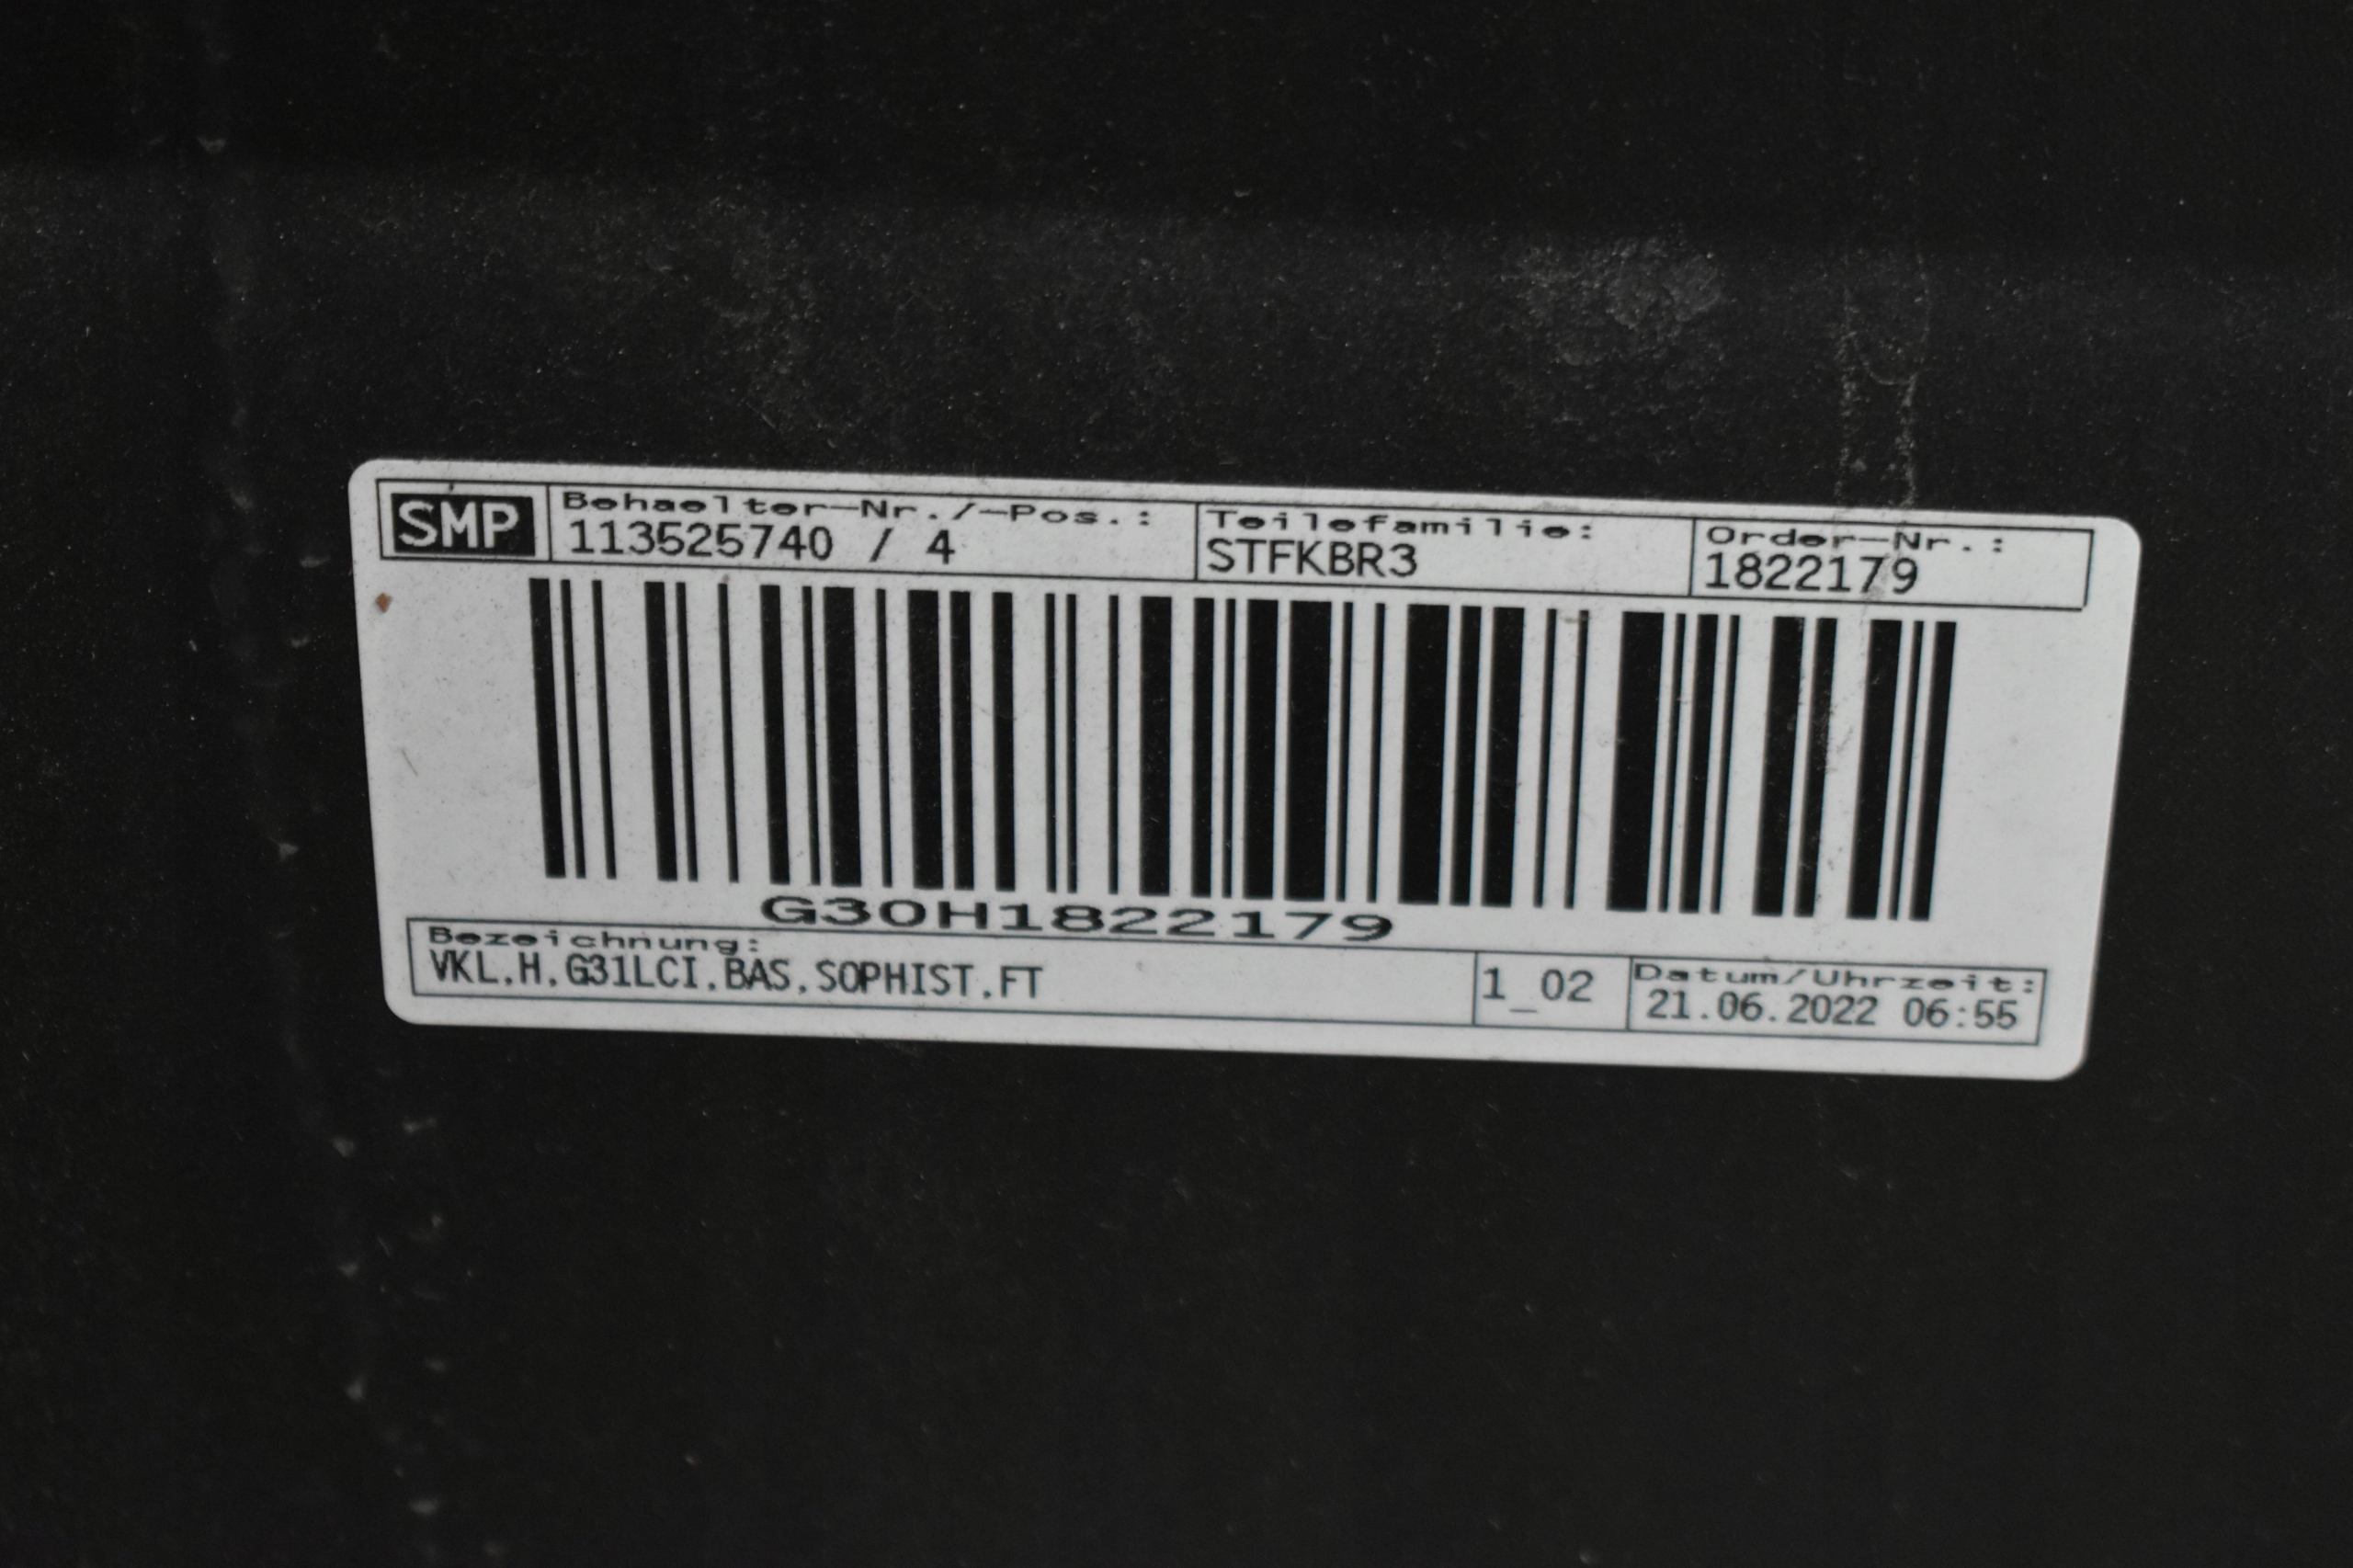 SMP
Behaelter-Nr./-Pos.:
113525740 / 4
Teilefamilie:
STFKBR3
Order-Nr.:
1822179
G30H1822179
Bezeichnung:
VKL.H.G31LCI.BAS.SOPHIST.FT
1_02
Datum/Uhrzeit:
21.06.2022 06:55